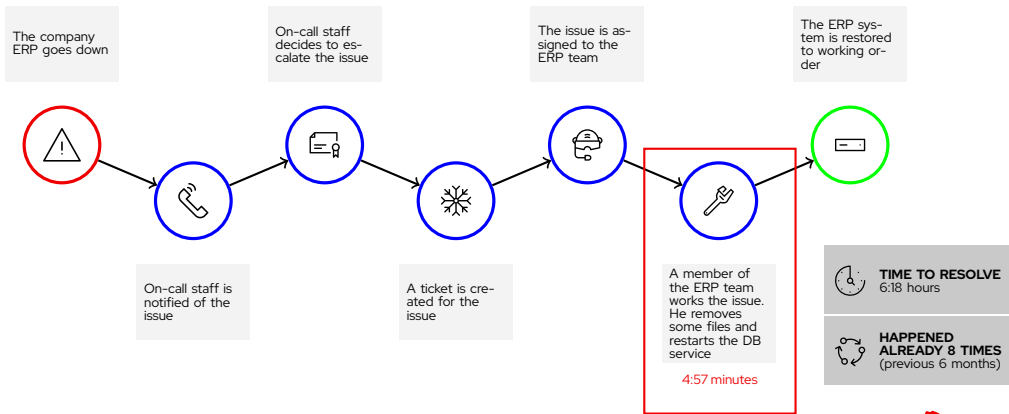 The company
ERP goes down
On-call staff is
notified of the
issue
On-call staff
decides to es-
calate the issue
A ticket is cre-
ated for the
issue
The issue is as-
signed to the
ERP team
A member of
the ERP team
works the issue.
He removes
some files and
restarts the DB
service
4:57 minutes
The ERP sys-
tem is restored
to working or-
der
TIME TO RESOLVE
6:18 hours
HAPPENED
ALREADY 8 TIMES
(previous 6 months)